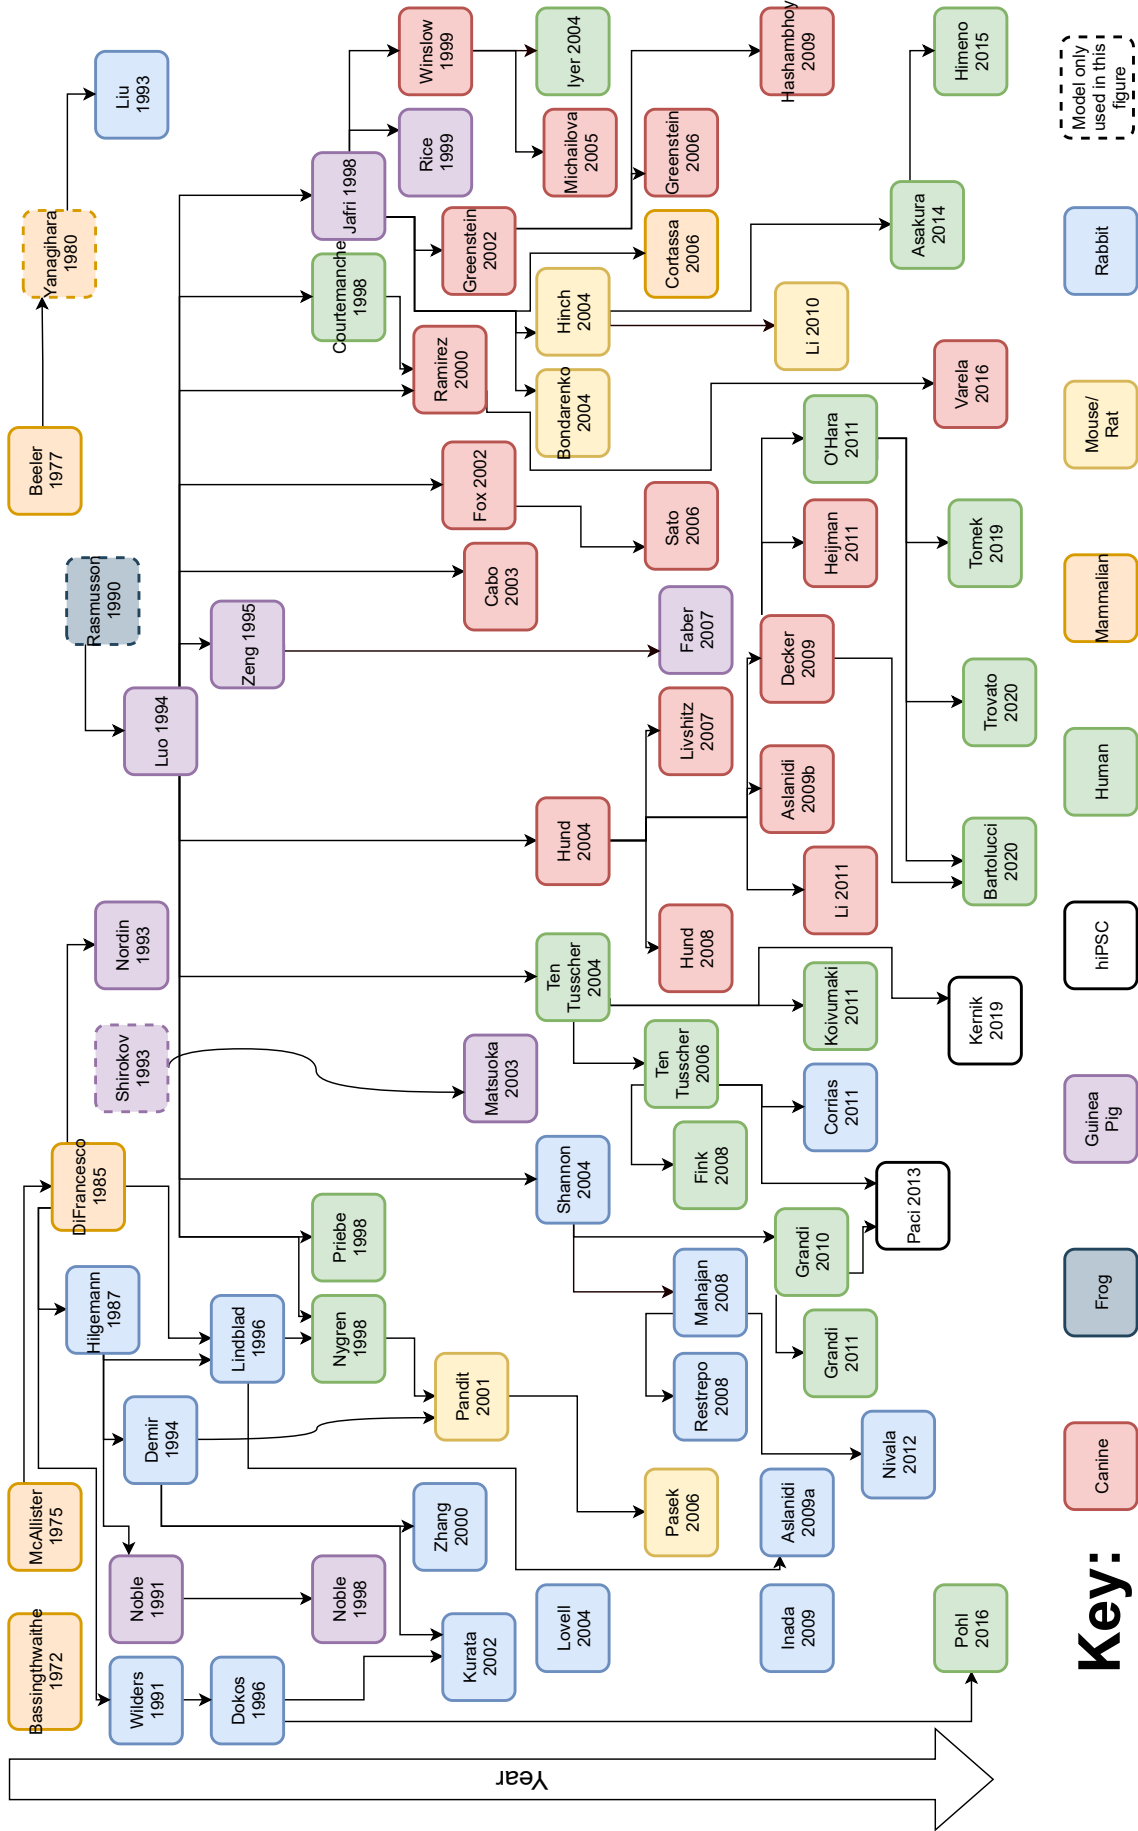 Year
Bassingthwaithe
1972
McAllister
1975
Beeler
1977
Yanagihara
1980
DiFrancesco
1985
Hilgemann
1987
Rasmusson
1990
Wilders
1991
Noble
1991
Shirokov
1993
Nordin
1993
Liu
1993
Demir
1994
Luo 1994
Dokos
1996
Lindblad
1996
Zeng 1995
Noble
1998
Nygren
1998
Priebe
1998
Courtemanche
1998
Jafri 1998
Rice
1999
Winslow
1999
Zhang
2000
Ramirez
2000
Pandit
2001
Kurata
2002
Fox 2002
Greenstein
2002
Matsuoka
2003
Cabo
2003
Lovell
2004
Shannon
2004
Ten
Tusscher
2004
Hund
2004
Bondarenko
2004
Hinch
2004
Iyer 2004
Michailova
2005
Pasek
2006
Ten
Tusscher
2006
Sato
2006
Cortassa
2006
Greenstein
2006
Livshitz
2007
Faber
2007
Restrepo
2008
Mahajan
2008
Fink
2008
Hund
2008
Inada
2009
Aslanidi
2009a
Aslanidi
2009b
Decker
2009
Hashambhoy
2009
Grandi
2010
Li 2010
Grandi
2011
Corrias
2011
Koivumaki
2011
Li 2011
Heijman
2011
O'Hara
2011
Nivala
2012
Paci 2013
Asakura
2014
Himeno
2015
Pohl
2016
Varela
2016
Kernik
2019
Tomek
2019
Bartolucci
2020
Trovato
2020
Key:
Canine
Frog
Guinea
Pig
hiPSC
Human
Mammalian
Mouse/
Rat
Rabbit
Model only
used in this
figure